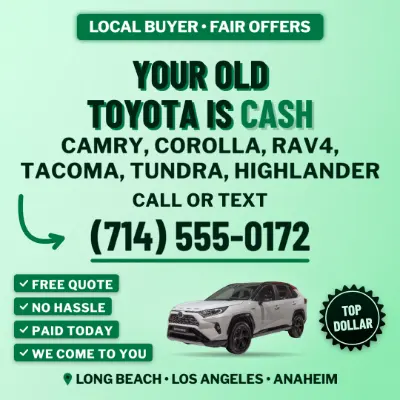 LOCAL BUYER • FAIR OFFERS
YOUR OLD
TOYOTA IS CASH
CAMRY, COROLLA, RAV4,
TACOMA, TUNDRA, HIGHLANDER
CALL OR TEXT
(714) 555-0172
✓ FREE QUOTE
✓ NO HASSLE
✓ PAID TODAY
✓ WE COME TO YOU
TOP
DOLLAR
LONG BEACH • LOS ANGELES • ANAHEIM